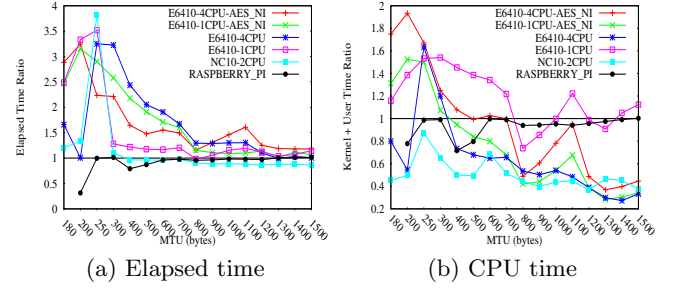 E6410-4CPU-AES_NI
E6410-1CPU-AES_NI
E6410-4CPU
E6410-1CPU
NC10-2CPU
RASPBERRY_PI
Elapsed Time Ratio
4
3.5
3
2.5
2
1.5
1
0.5
0
180 200 250 300 400 500 600 700 800 900 1000 1100 1200 1300 1400 1500
MTU (bytes)
(a) Elapsed time
E6410-4CPU-AES_NI
E6410-1CPU-AES_NI
E6410-4CPU
E6410-1CPU
NC10-2CPU
RASPBERRY_PI
Kernel + User Time Ratio
2
1.8
1.6
1.4
1.2
1
0.8
0.6
0.4
0.2
180 200 250 300 400 500 600 700 800 900 1000 1100 1200 1300 1400 1500
MTU (bytes)
(b) CPU time